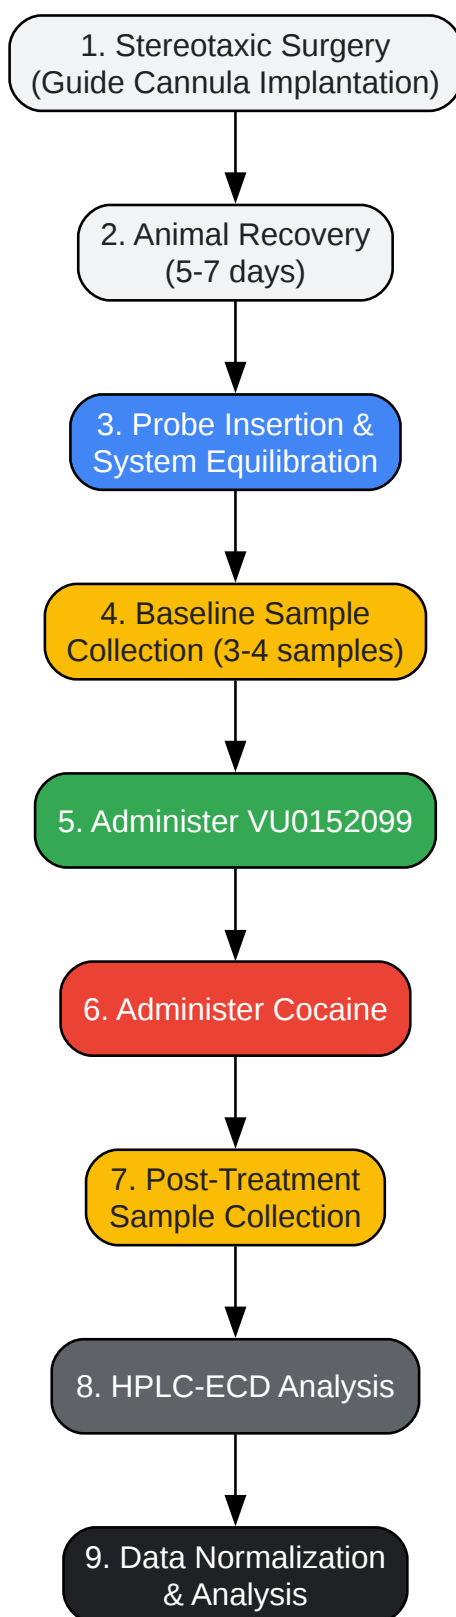 1. Stereotaxic Surgery
(Guide Cannula Implantation)
2. Animal Recovery
(5-7 days)
3. Probe Insertion &
System Equilibration
4. Baseline Sample
Collection (3-4 samples)
5. Administer VU0152099
6. Administer Cocaine
7. Post-Treatment
Sample Collection
8. HPLC-ECD Analysis
9. Data Normalization
& Analysis